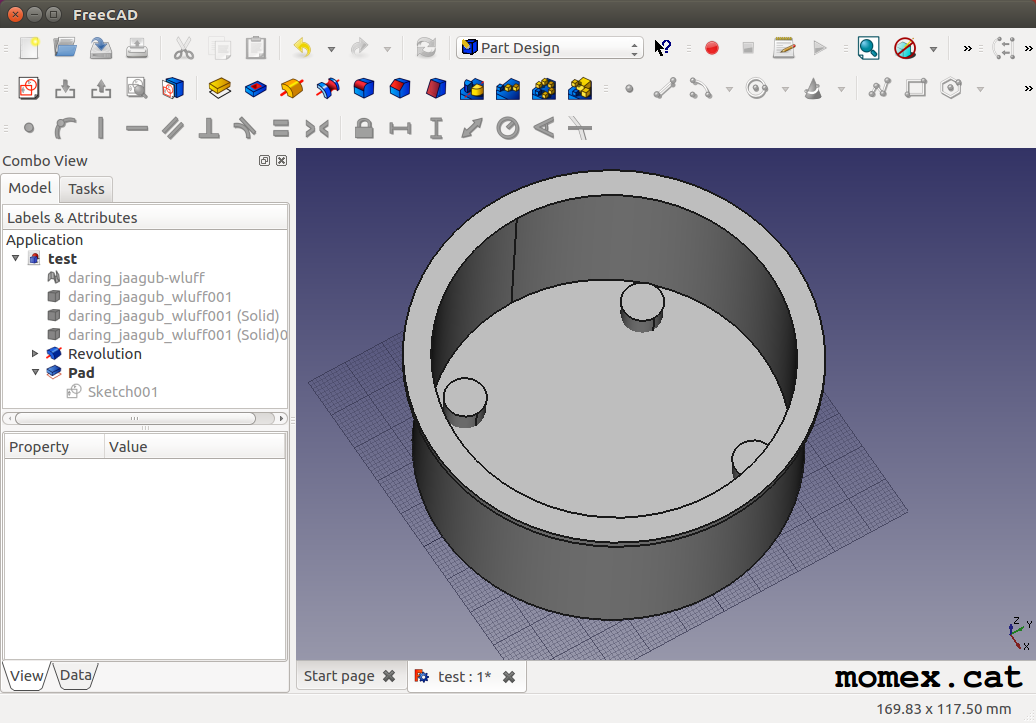 FreeCAD
Part Design
Combo View
Model Tasks
Labels & Attributes
Application
test
daring_jaagub-wluff
daring_jaagub_wluff001
daring_jaagub_wluff001 (Solid)
daring_jaagub_wluff001 (Solid)0
Revolution
Pad
Sketch001
Property Value
Z
Y
X
View Data
Start page test : 1*
momex.cat
169.83 x 117.50 mm